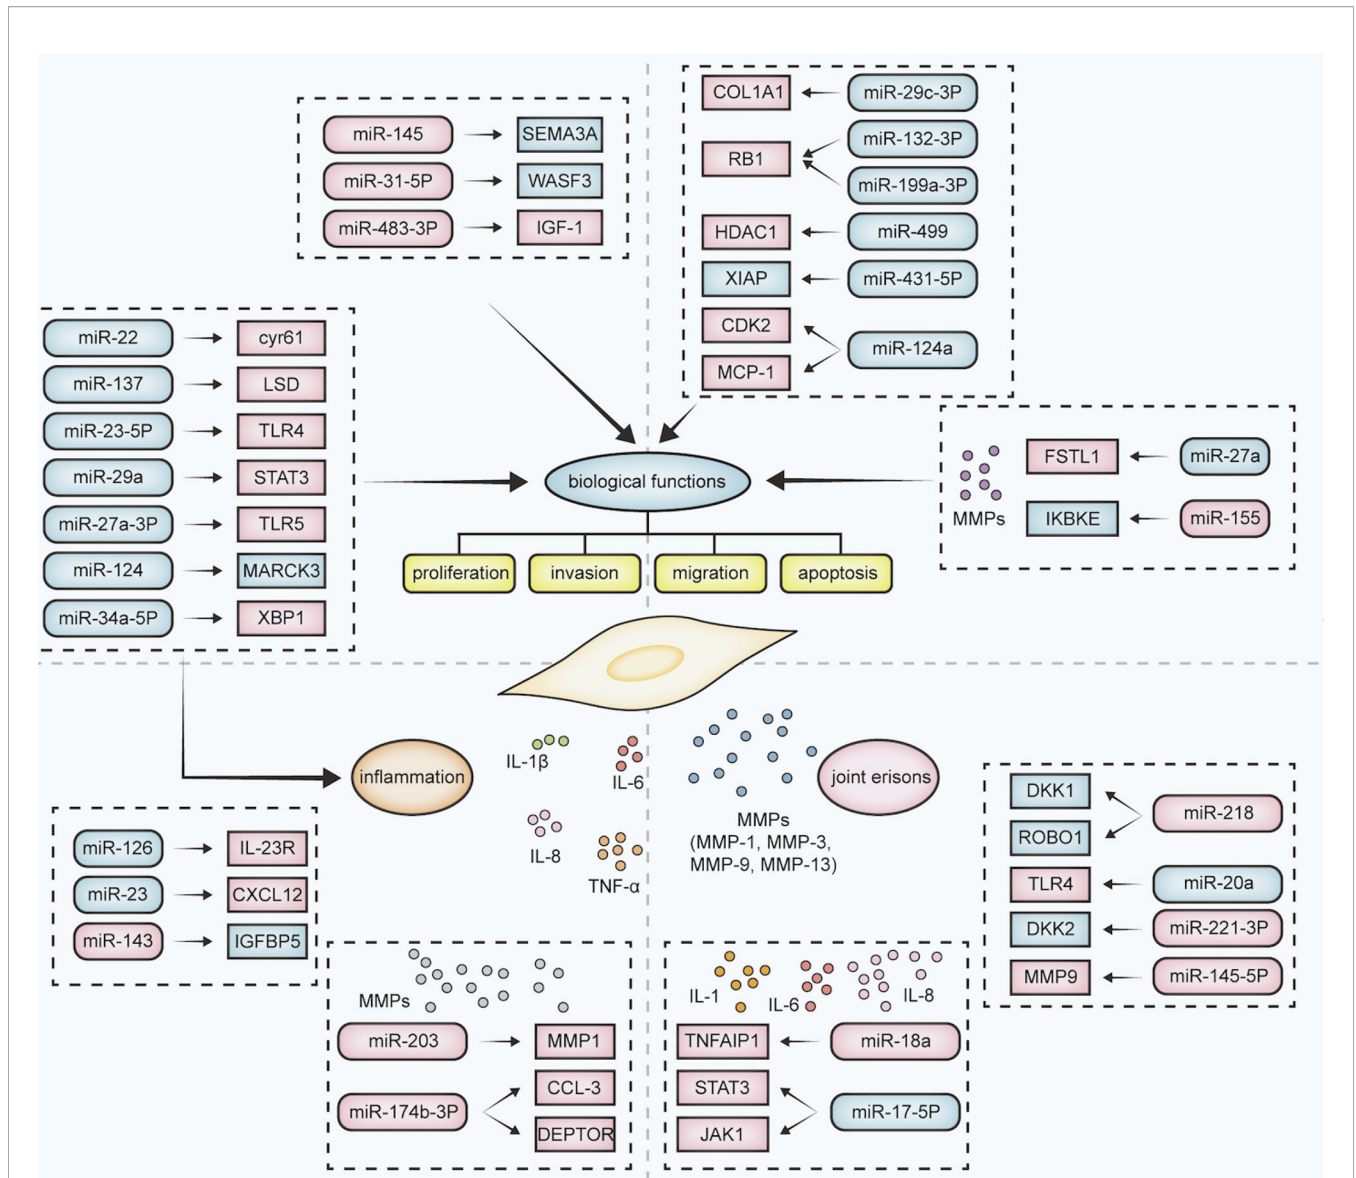 miR-145
SEMA3A
miR-31-5P
WASF3
miR-483-3P
IGF-1
COL1A1
miR-29c-3P
RB1
miR-132-3P
miR-199a-3P
HDAC1
miR-499
XIAP
miR-431-5P
CDK2
miR-124a
MCP-1
miR-22
cyr61
miR-137
LSD
miR-23-5P
TLR4
miR-29a
STAT3
miR-27a-3P
TLR5
miR-124
MARCK3
miR-34a-5P
XBP1
biological functions
proliferation
invasion
migration
apoptosis
MMPs
FSTL1
miR-27a
IKBKE
miR-155
inflammation
IL-1β
IL-6
IL-8
TNF-α
MMPs
(MMP-1, MMP-3,
MMP-9, MMP-13)
joint erisons
miR-126
IL-23R
miR-23
CXCL12
miR-143
IGFBP5
DKK1
miR-218
ROBO1
TLR4
miR-20a
DKK2
miR-221-3P
MMP9
miR-145-5P
MMPs
miR-203
MMP1
miR-174b-3P
CCL-3
DEPTOR
IL-1
IL-6
IL-8
TNFAIP1
miR-18a
STAT3
miR-17-5P
JAK1